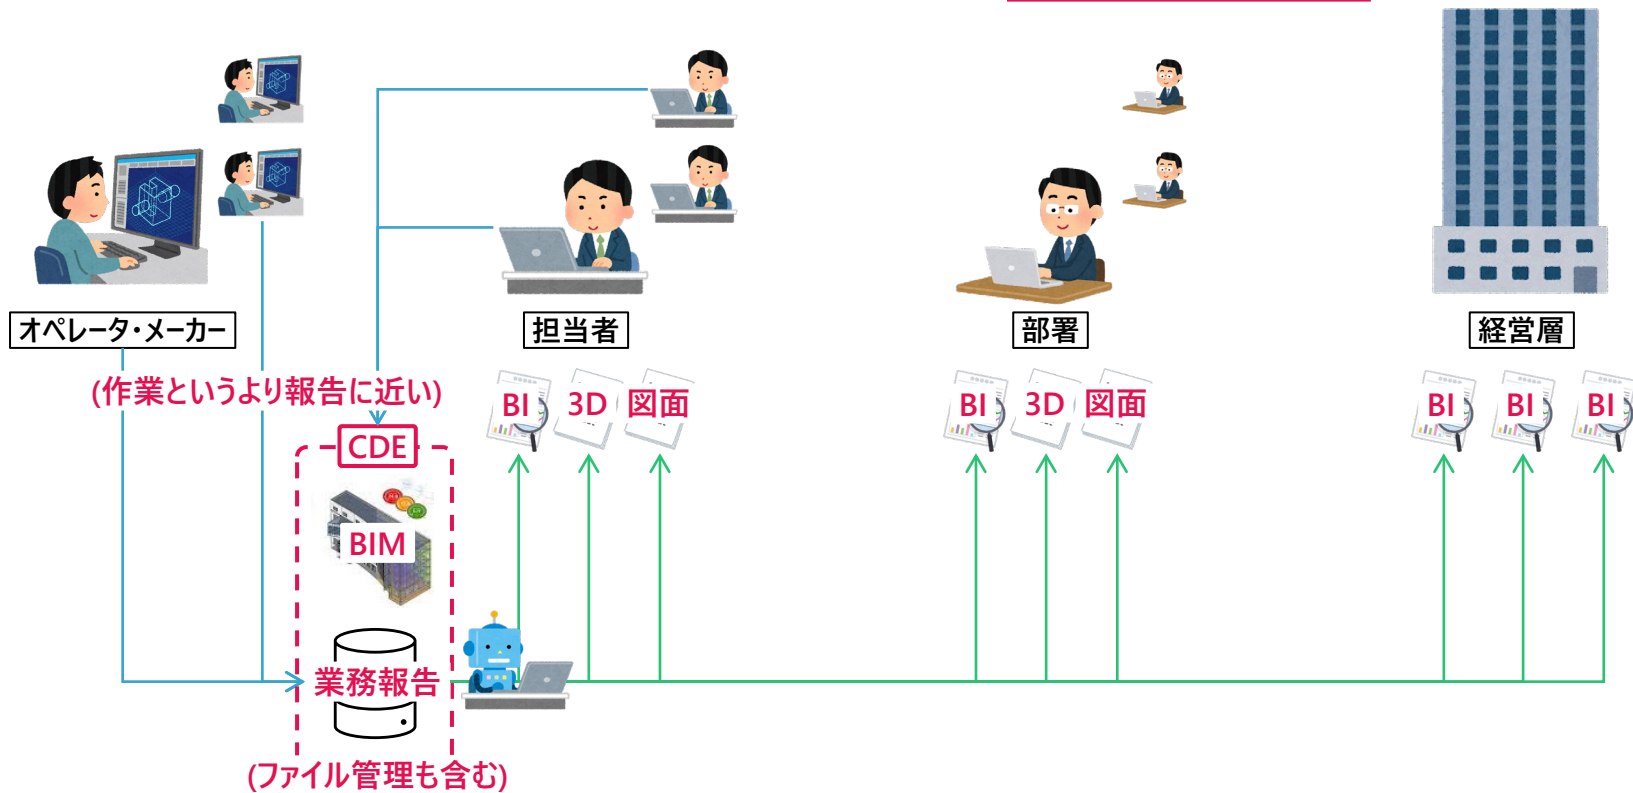 オペレータ・メーカー
担当者
部署
経営層
(作業というより報告に近い)
BI
3D
図面
BI
3D
図面
BI
BI
BI
CDE
BIM
業務報告
(ファイル管理も含む)